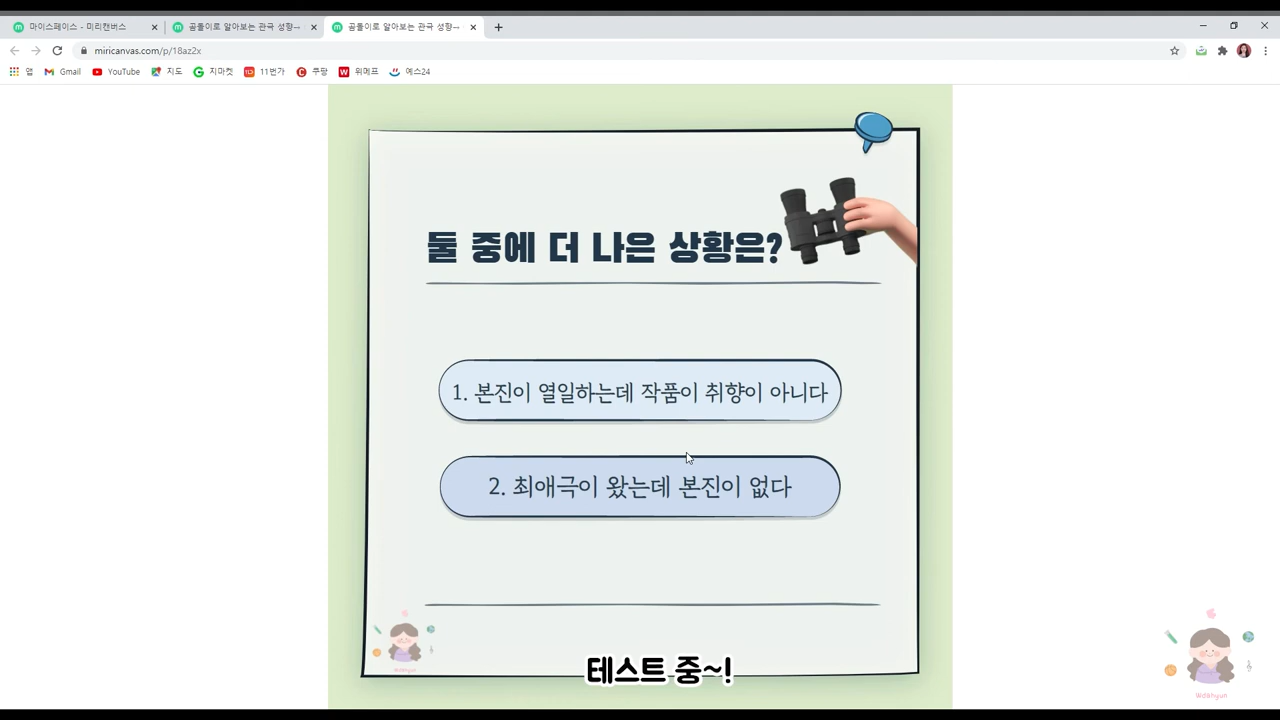 마이스페이스 - 미리캔버스
곰돌이로 알아보는 관극 성향~
곰돌이로 알아보는 관극 성향~
miricanvas.com/p/18az2x
앱
Gmail
YouTube
지도
지마켓
11번가
쿠팡
위메프
예스24
둘 중에 더 나은 상황은?
1. 본진이 열일하는데 작품이 취향이 아니다
2. 최애극이 왔는데 본진이 없다
테스트 중~!